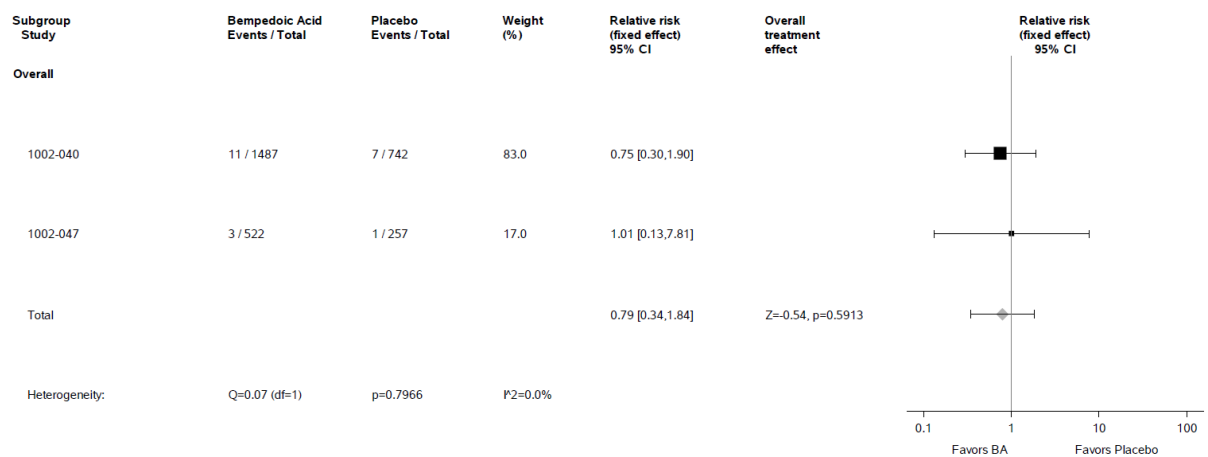 Subgroup Bempedoic Acid Placebo Weight Relative risk Overall Relative risk
Study Events / Total Events / Total (%) (fixed effect) treatment (fixed effect)
95% CI effect 95% CI
Overall
1002-040 11 / 1487 7 / 742 83.0 0.75 [0.30,1.90]
1002-047 3 / 522 1 / 257 17.0 1.01 [0.13,7.81]
Total 0.79 [0.34,1.84] Z=-0.54, p=0.5913
Heterogeneity: Q=0.07 (df=1) p=0.7966 I^2=0.0%
0.1 1 10 100
Favors BA Favors Placebo